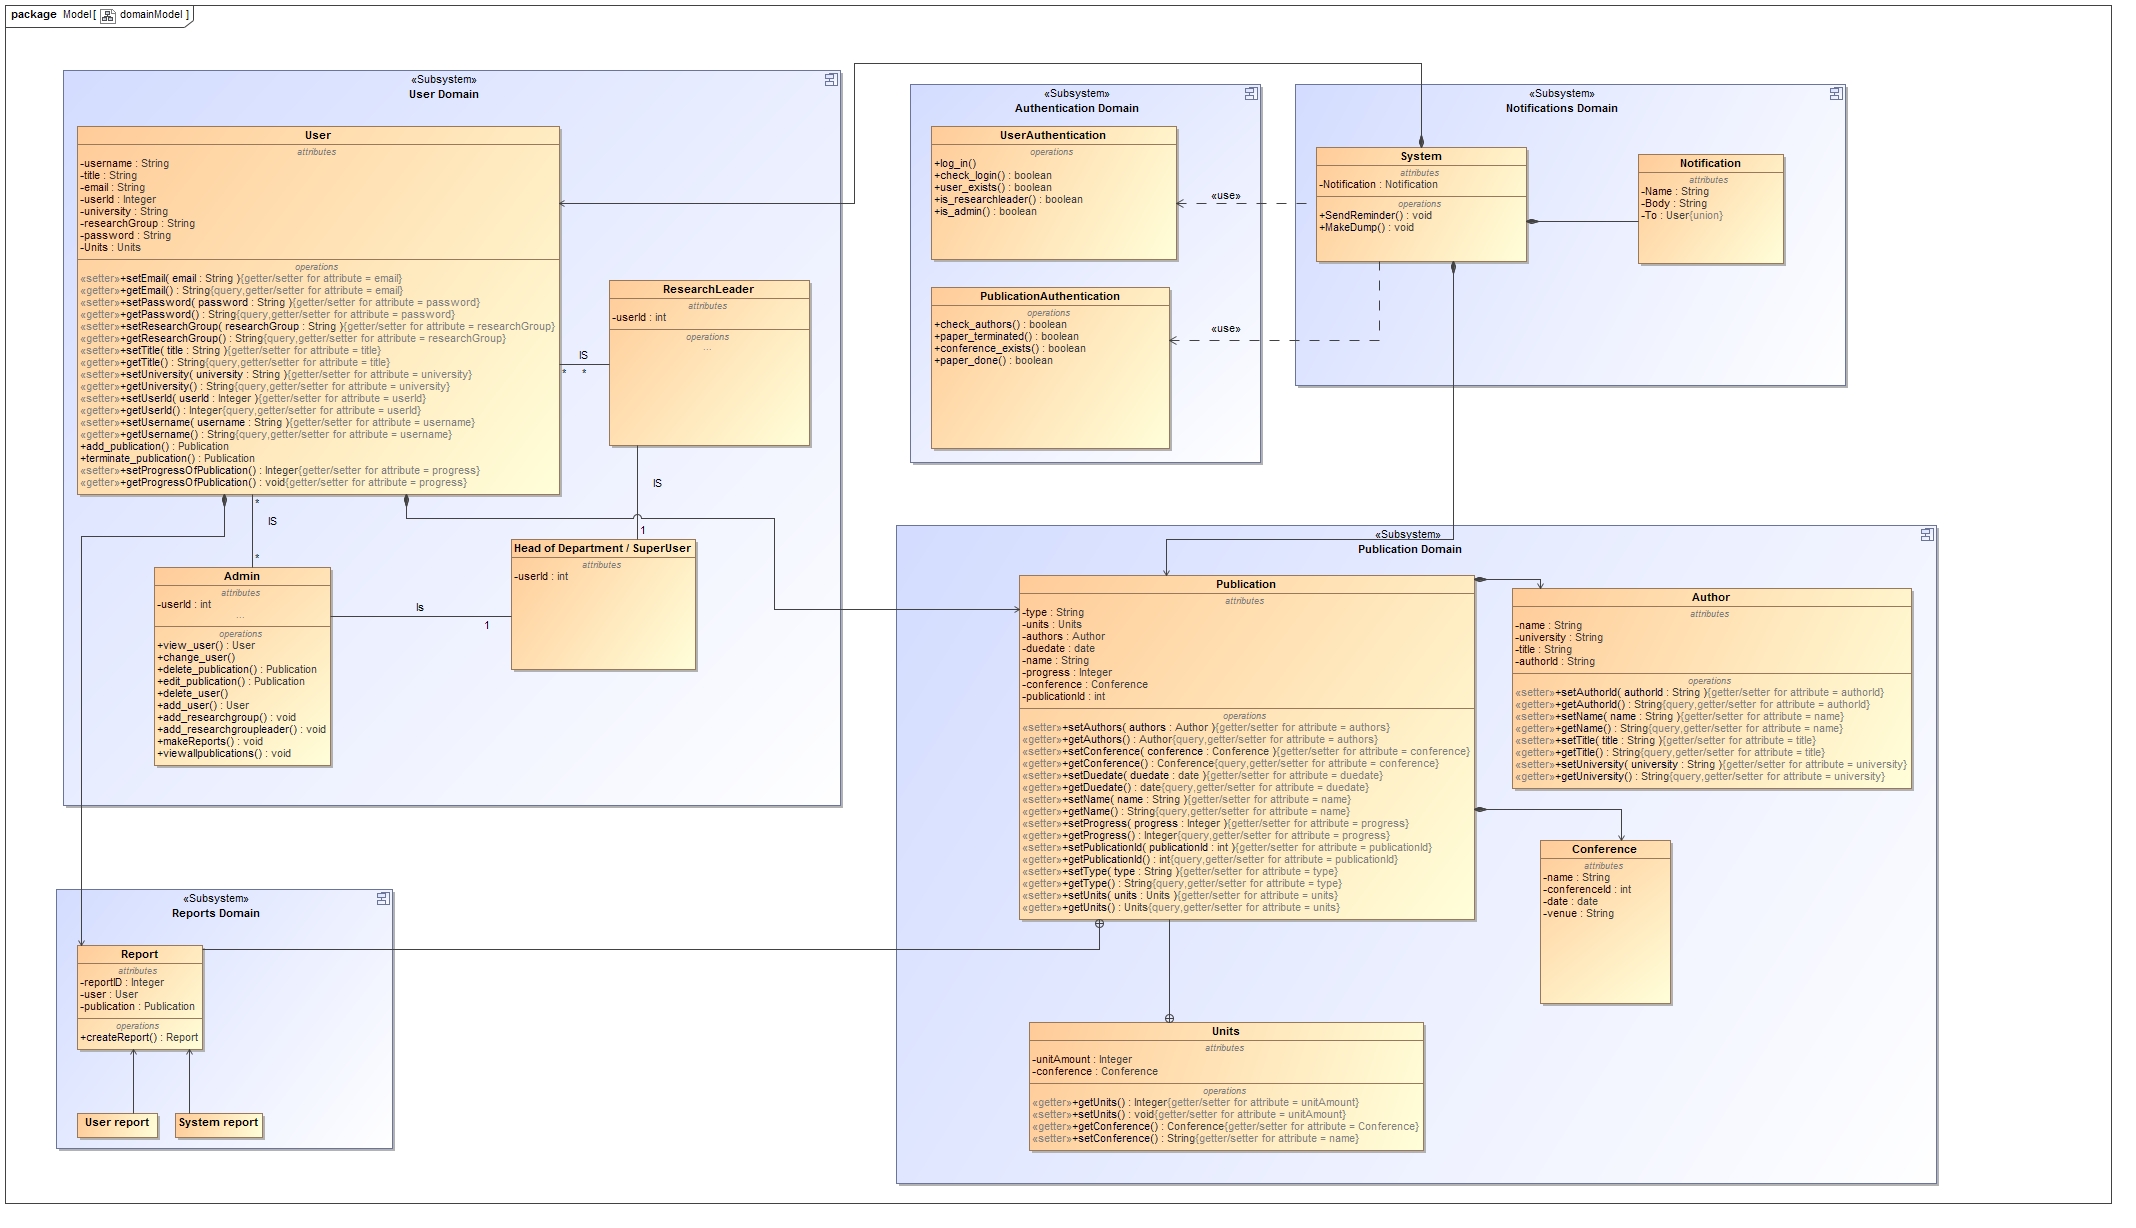 package Model[ domainModel ]
«Subsystem»
User Domain
User
attributes
-username : String
-title : String
-email : String
-userId : Integer
-university : String
-researchGroup : String
-password : String
-Units : Units
operations
«setter»+setEmail( email : String ){getter/setter for attribute = email}
«getter»+getEmail() : String{query,getter/setter for attribute = email}
«setter»+setPassword( password : String ){getter/setter for attribute = password}
«getter»+getPassword() : String{query,getter/setter for attribute = password}
«setter»+setResearchGroup( researchGroup : String ){getter/setter for attribute = researchGroup}
«getter»+getResearchGroup() : String{query,getter/setter for attribute = researchGroup}
«setter»+setTitle( title : String ){getter/setter for attribute = title}
«getter»+getTitle() : String{query,getter/setter for attribute = title}
«setter»+setUniversity( university : String ){getter/setter for attribute = university}
«getter»+getUniversity() : String{query,getter/setter for attribute = university}
«setter»+setUserId( userId : Integer ){getter/setter for attribute = userId}
«getter»+getUserId() : Integer{query,getter/setter for attribute = userId}
«setter»+setUsername( username : String ){getter/setter for attribute = username}
«getter»+getUsername() : String{query,getter/setter for attribute = username}
+add_publication() : Publication
+terminate_publication() : Publication
«setter»+setProgressOfPublication() : Integer{getter/setter for attribute = progress}
«getter»+getProgressOfPublication() : void{getter/setter for attribute = progress}
ResearchLeader
attributes
-userId : int
operations
...
IS
* *
IS
1
*
IS
*
Head of Department / SuperUser
attributes
-userId : int
Is
1
Admin
attributes
-userId : int
...
operations
+view_user() : User
+change_user()
+delete_publication() : Publication
+edit_publication() : Publication
+delete_user()
+add_user() : User
+add_researchgroup() : void
+add_researchgroupleader() : void
+makeReports() : void
+viewallpublications() : void
«Subsystem»
Authentication Domain
UserAuthentication
operations
+log_in()
+check_login() : boolean
+user_exists() : boolean
+is_researchleader() : boolean
+is_admin() : boolean
PublicationAuthentication
operations
+check_authors() : boolean
+paper_terminated() : boolean
+conference_exists() : boolean
+paper_done() : boolean
«use»
«use»
«Subsystem»
Notifications Domain
System
attributes
-Notification : Notification
operations
+SendReminder() : void
+MakeDump() : void
Notification
attributes
-Name : String
-Body : String
-To : User{union}
«Subsystem»
Publication Domain
Publication
attributes
-type : String
-units : Units
-authors : Author
-duedate : date
-name : String
-progress : Integer
-conference : Conference
-publicationId : int
operations
«setter»+setAuthors( authors : Author ){getter/setter for attribute = authors}
«getter»+getAuthors() : Author{query,getter/setter for attribute = authors}
«setter»+setConference( conference : Conference ){getter/setter for attribute = conference}
«getter»+getConference() : Conference{query,getter/setter for attribute = conference}
«setter»+setDuedate( duedate : date ){getter/setter for attribute = duedate}
«getter»+getDuedate() : date{query,getter/setter for attribute = duedate}
«setter»+setName( name : String ){getter/setter for attribute = name}
«getter»+getName() : String{query,getter/setter for attribute = name}
«setter»+setProgress( progress : Integer ){getter/setter for attribute = progress}
«getter»+getProgress() : Integer{query,getter/setter for attribute = progress}
«setter»+setPublicationId( publicationId : int ){getter/setter for attribute = publicationId}
«getter»+getPublicationId() : int{query,getter/setter for attribute = publicationId}
«setter»+setType( type : String ){getter/setter for attribute = type}
«getter»+getType() : String{query,getter/setter for attribute = type}
«setter»+setUnits( units : Units ){getter/setter for attribute = units}
«getter»+getUnits() : Units{query,getter/setter for attribute = units}
Author
attributes
-name : String
-university : String
-title : String
-authorId : String
operations
«setter»+setAuthorId( authorId : String ){getter/setter for attribute = authorId}
«getter»+getAuthorId() : String{query,getter/setter for attribute = authorId}
«setter»+setName( name : String ){getter/setter for attribute = name}
«getter»+getName() : String{query,getter/setter for attribute = name}
«setter»+setTitle( title : String ){getter/setter for attribute = title}
«getter»+getTitle() : String{query,getter/setter for attribute = title}
«setter»+setUniversity( university : String ){getter/setter for attribute = university}
«getter»+getUniversity() : String{query,getter/setter for attribute = university}
Conference
attributes
-name : String
-conferenceId : int
-date : date
-venue : String
Units
attributes
-unitAmount : Integer
-conference : Conference
operations
«getter»+getUnits() : Integer{getter/setter for attribute = unitAmount}
«setter»+setUnits() : void{getter/setter for attribute = unitAmount}
«getter»+getConference() : Conference{getter/setter for attribute = Conference}
«setter»+setConference() : String{getter/setter for attribute = name}
«Subsystem»
Reports Domain
Report
attributes
-reportID : Integer
-user : User
-publication : Publication
operations
+createReport() : Report
User report
System report